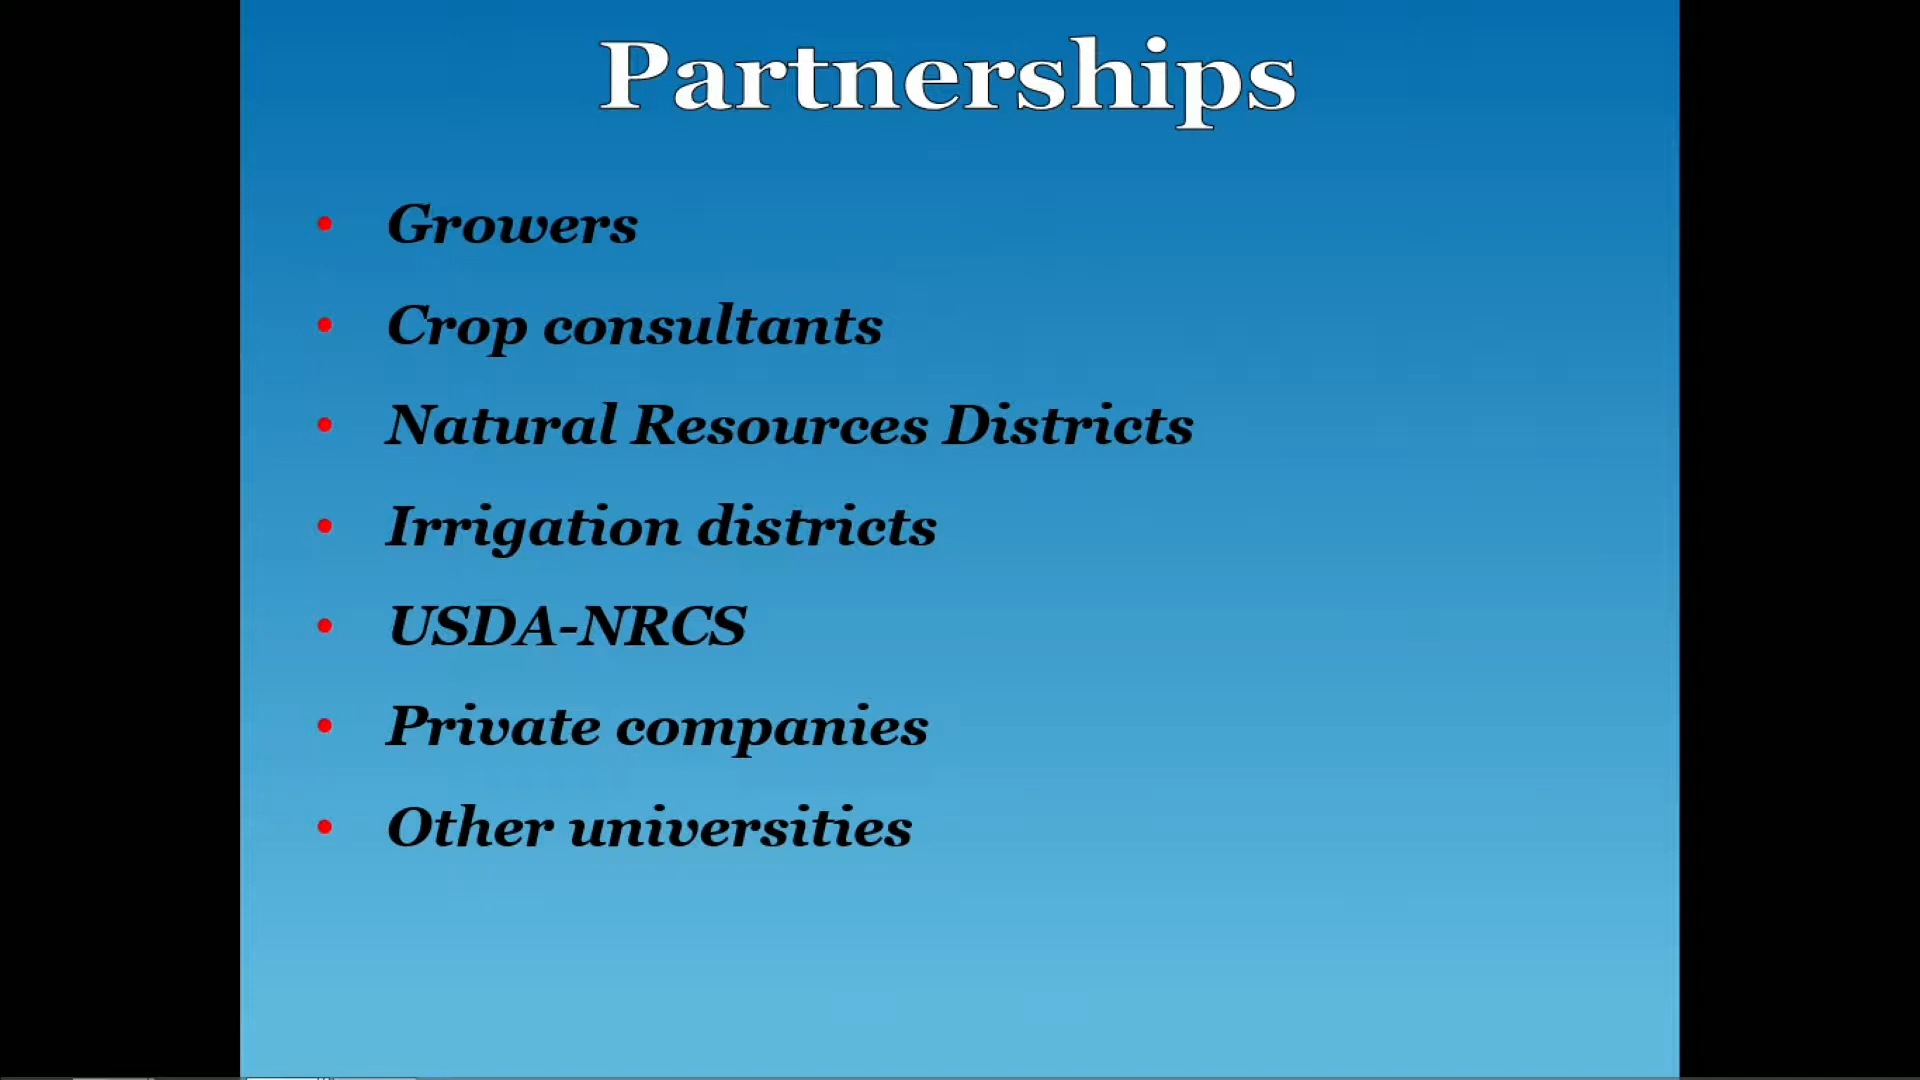 Partnerships
• Growers
• Crop consultants
• Natural Resources Districts
• Irrigation districts
• USDA-NRCS
• Private companies
• Other universities